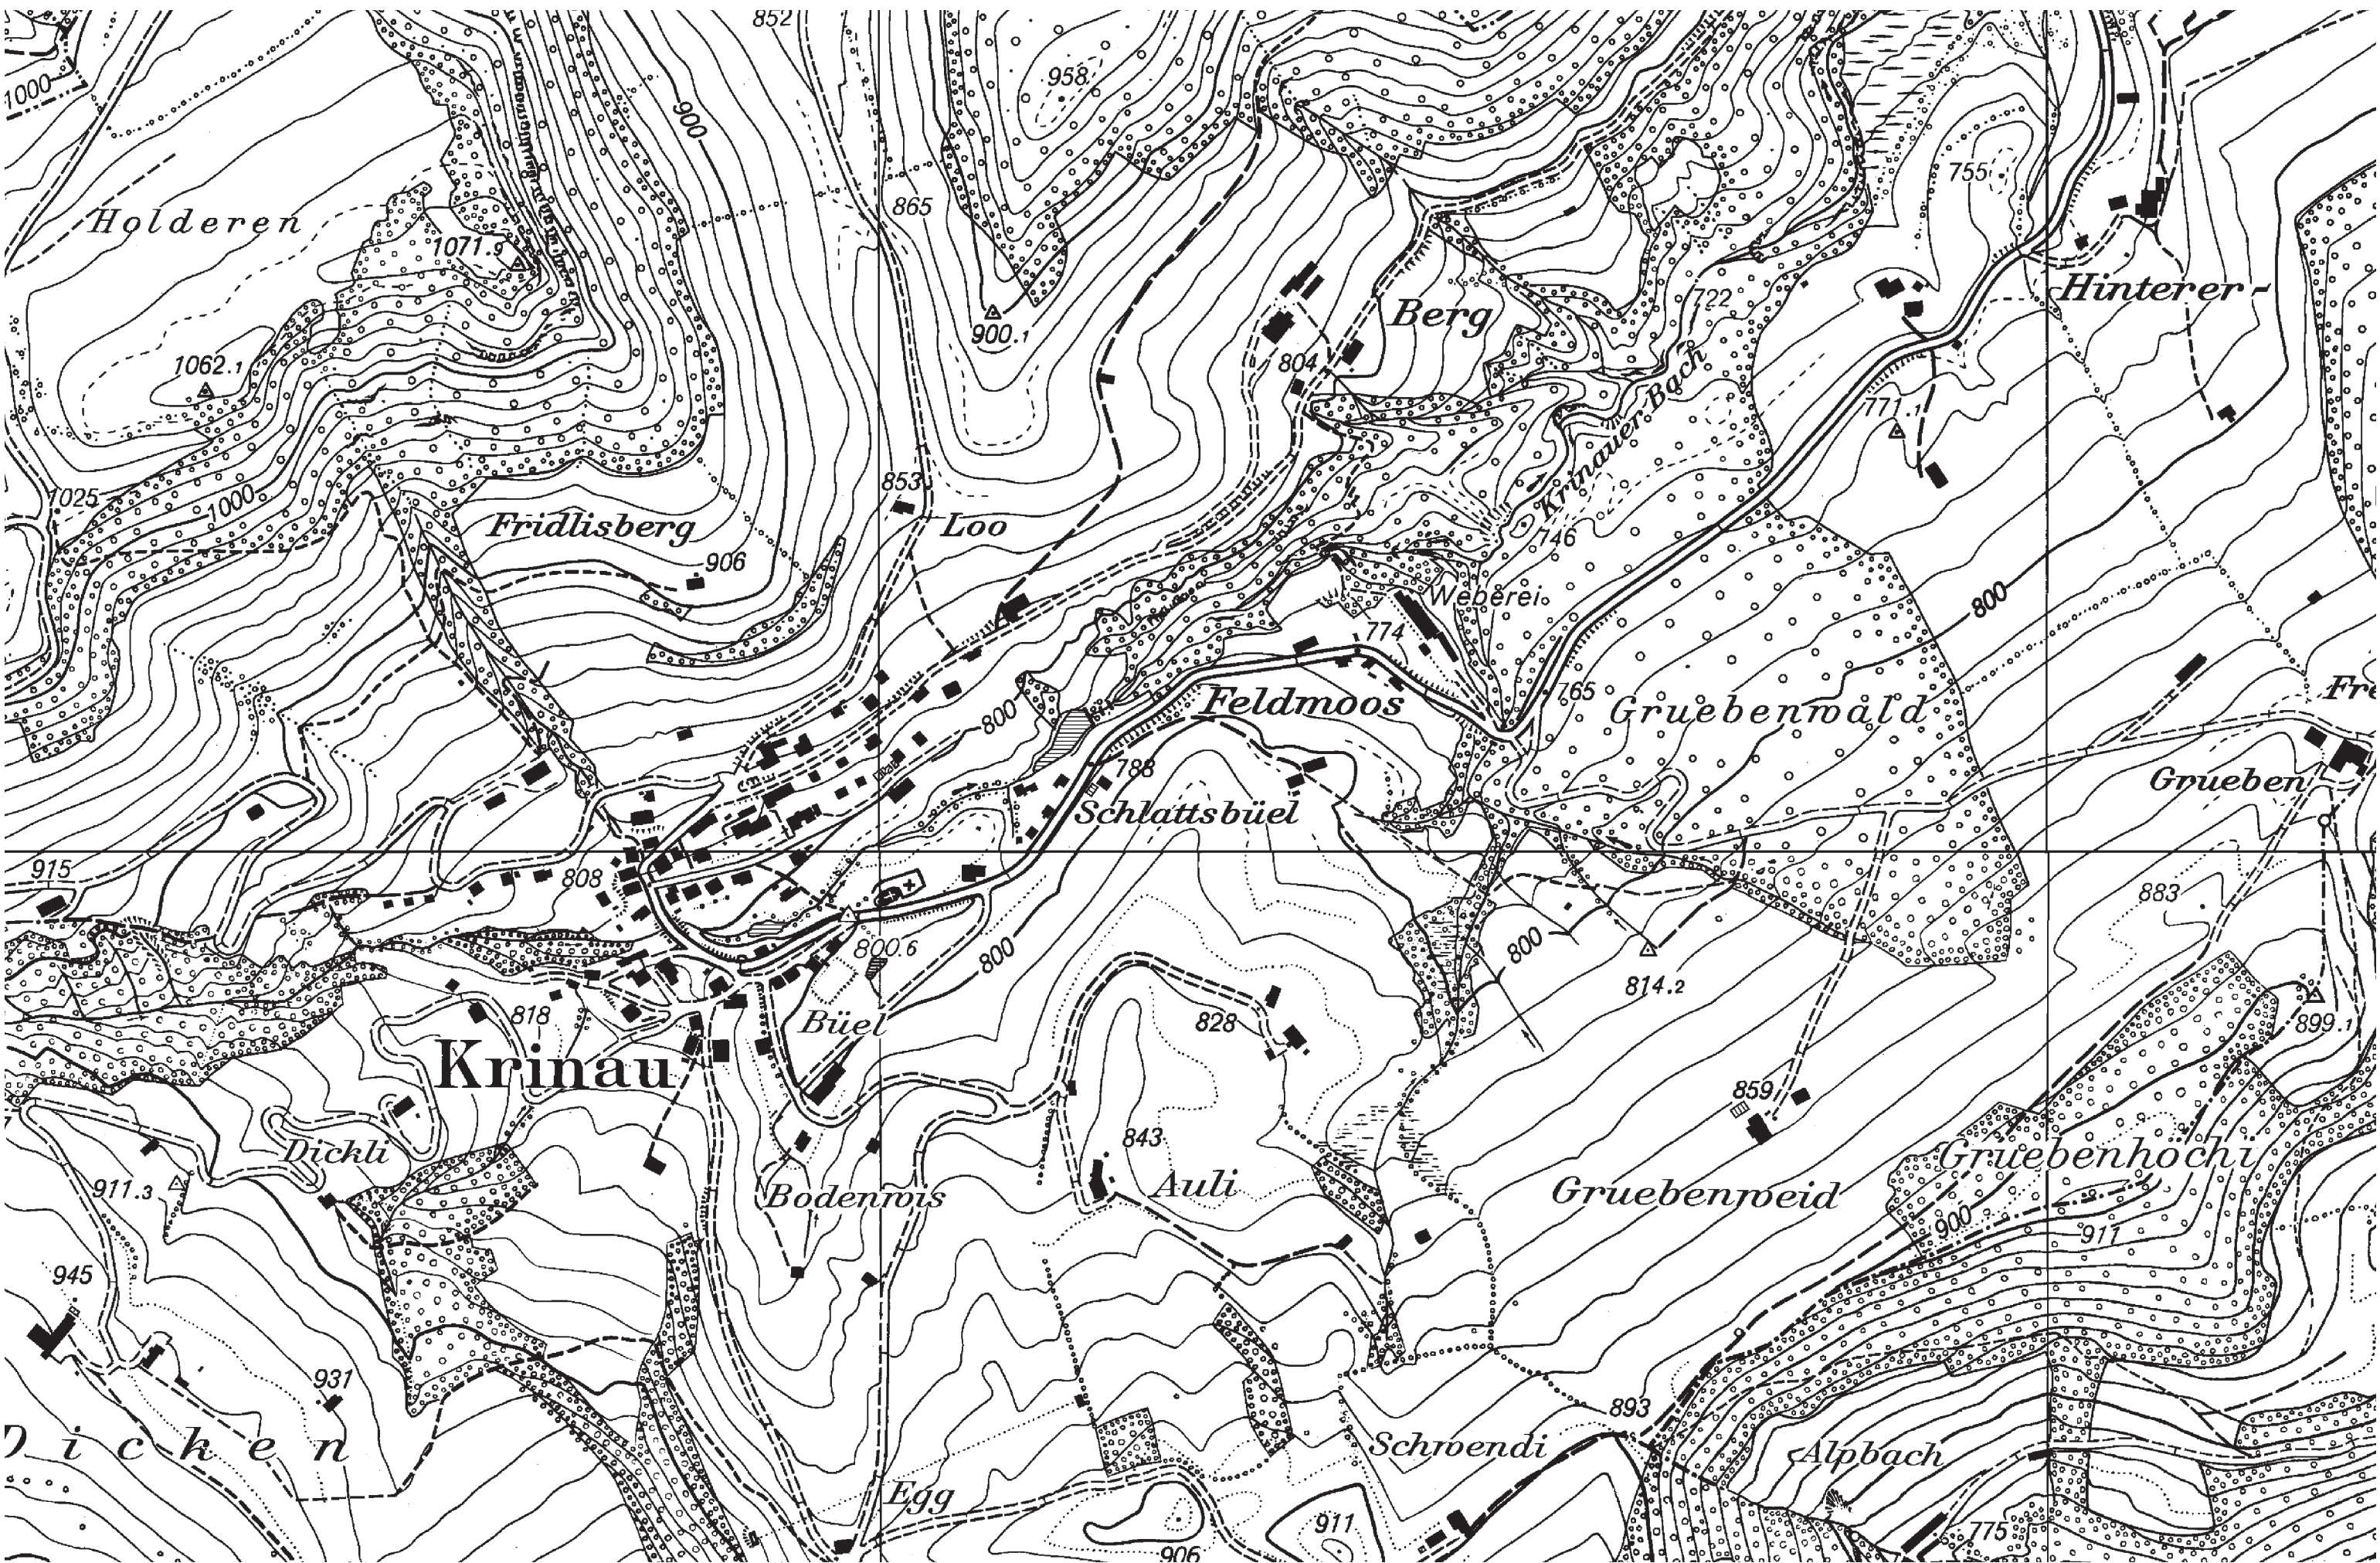 852
958
1000
900
755
865
Holderen
1071.9
722
Hinterer-
900.1
Berg
1062.1
804
Krinauer Bach
771.1
853
1025
1000
Fridlisberg
Loo
746
906
Weberei
800
774
765
Fre
Feldmoos
Gruebenwald
800
788
Grueben
Schlattsbüel
915
808
883
800.6
800
800
814.2
818
Büel
828
899.1
Krinau
859
Dickli
843
Gruebenhöchi
911.3
Bodenwis
Auli
Gruebenweid
900
911
945
931
893
Dicken
Schwendi
Alpbach
Egg
911
775
906